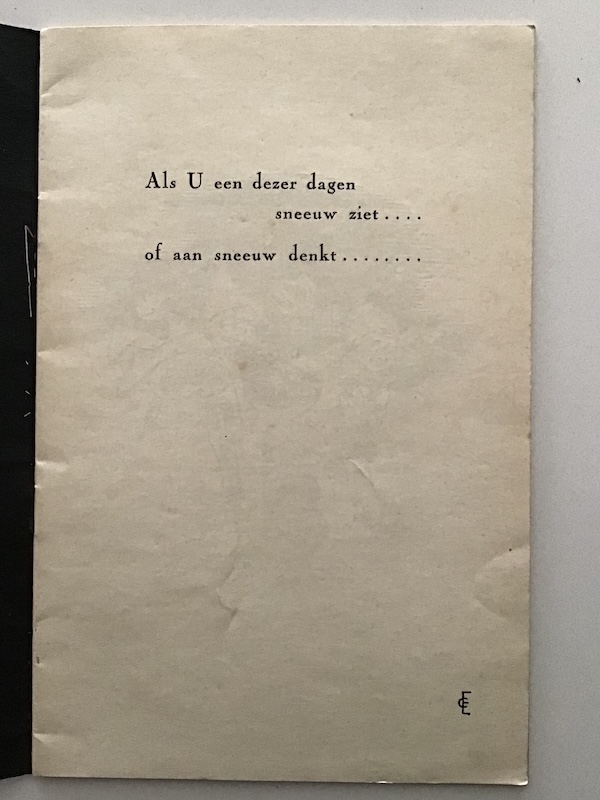 Als U een dezer dagen
sneeuw ziet....
of aan sneeuw denkt........